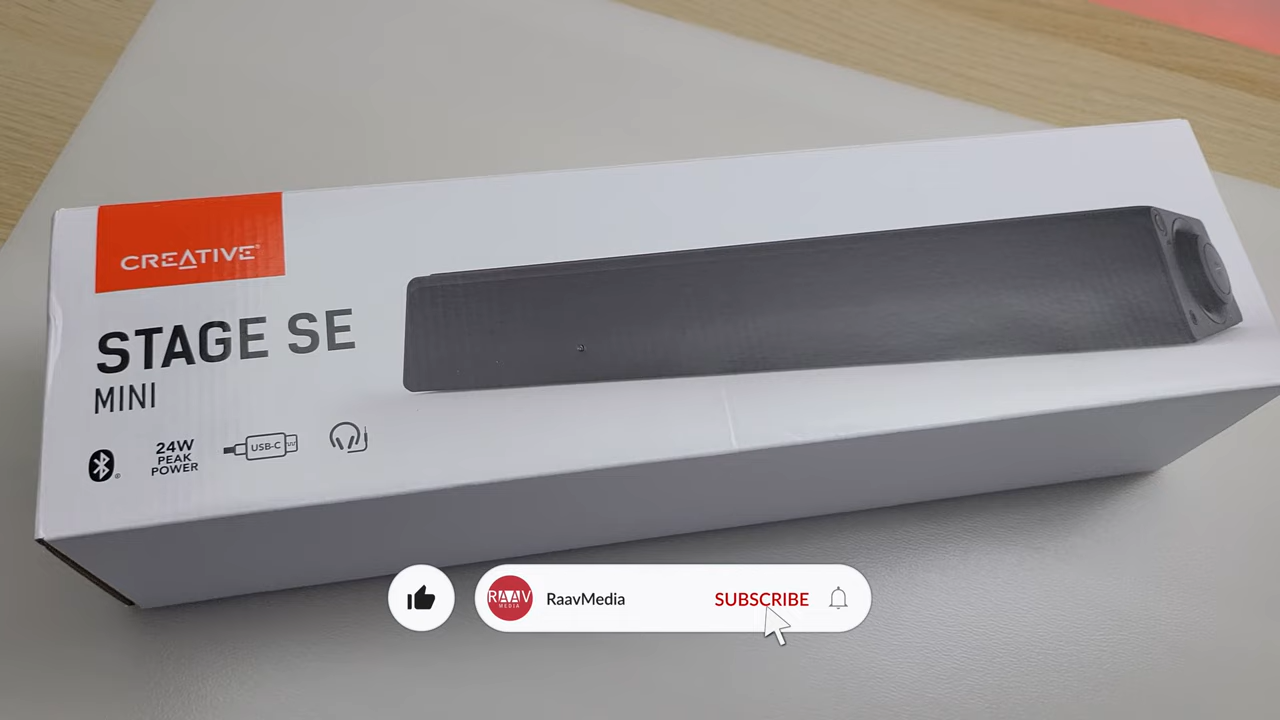 CREATIVE®
STAGE SE
MINI
24W
PEAK
POWER
USB-C
RAAV
MEDIA
RaavMedia
SUBSCRIBE